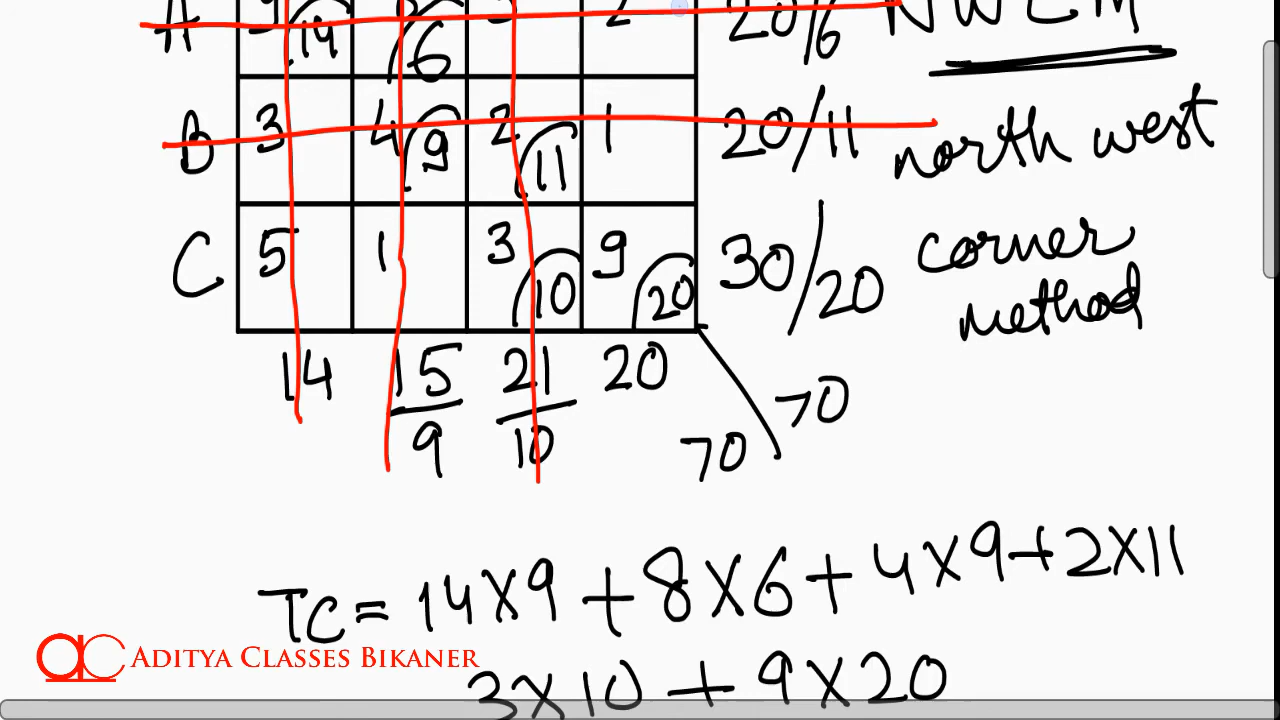 A 14 6 2 20/6 NWCM
B 3 4 9 2 11 1 20/11 north west
C 5 1 3 10 9 20 30/20 corner
method
14 15 21 20 70
9 10 70
TC = 14X9 + 8X6 + 4X9 + 2X11
3X10 + 9X20
ADITYA CLASSES BIKANER